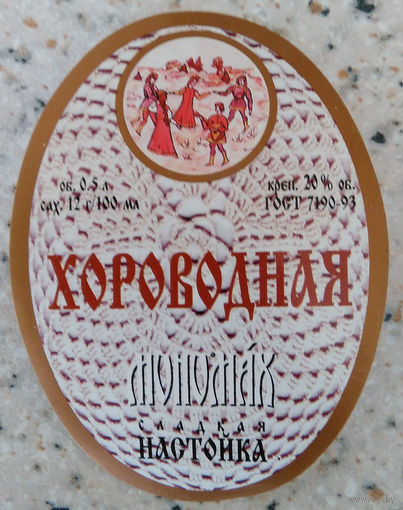 об. 0.5 л
сах. 12 г/100 мл
креп. 20% об.
ГОСТ 7190-93
ХОРОВОДНАЯ
МОНОМАХ
СЛАДКАЯ
НАСТОЙКА